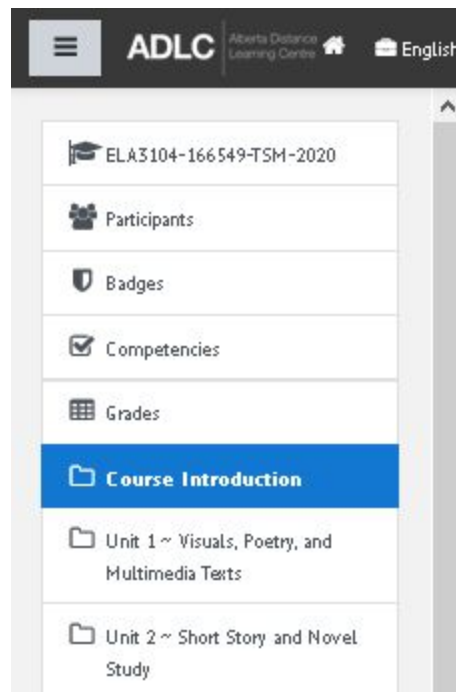 ADLC
Alberta Distance
Learning Centre
English
ELA3104-166549-TSM-2020
Participants
Badges
Competencies
Grades
Course Introduction
Unit 1 ~ Visuals, Poetry, and
Multimedia Texts
Unit 2 ~ Short Story and Novel
Study